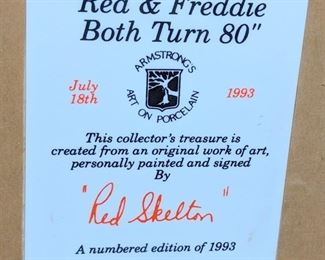 Red & Freddie
Both Turn 80"
ARMSTRONG'S
July
18th
1993
ART ON PORCELAIN
This collector's treasure is
created from an original work of art,
personally painted and signed
By
"Red Skelton"
A numbered edition of 1993